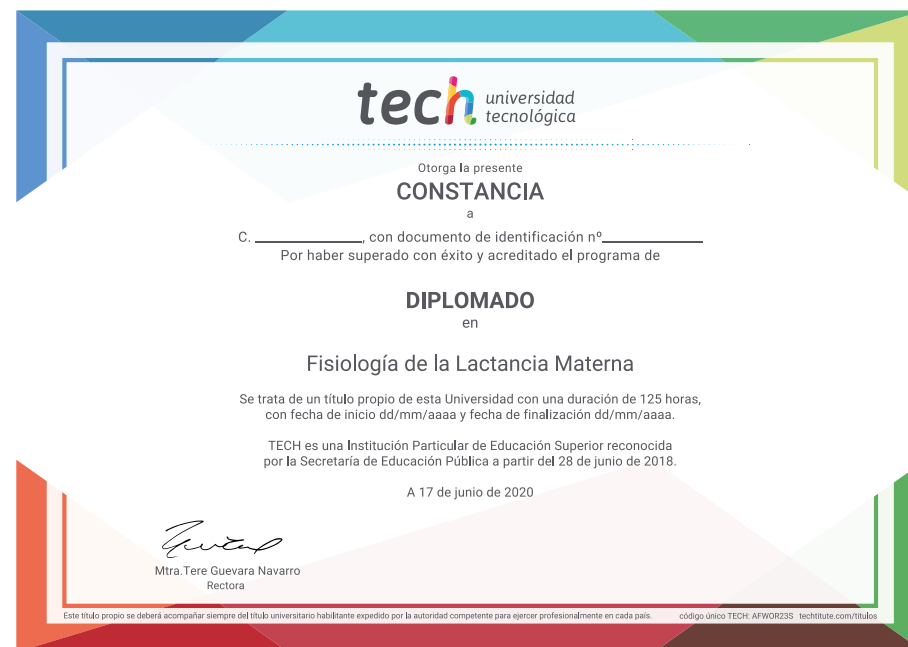 tech universidad
tecnológica
Otorga la presente
CONSTANCIA
a
C. ______________, con documento de identificación nº_____________
Por haber superado con éxito y acreditado el programa de
DIPLOMADO
en
Fisiología de la Lactancia Materna
Se trata de un título propio de esta Universidad con una duración de 125 horas,
con fecha de inicio dd/mm/aaaa y fecha de finalización dd/mm/aaaa.
TECH es una Institución Particular de Educación Superior reconocida
por la Secretaría de Educación Pública a partir del 28 de junio de 2018.
A 17 de junio de 2020
Mtra.Tere Guevara Navarro
Rectora
Este título propio se deberá acompañar siempre del título universitario habilitante expedido por la autoridad competente para ejercer profesionalmente en cada país. código único TECH: AFWOR23S techtitute.com/titulos